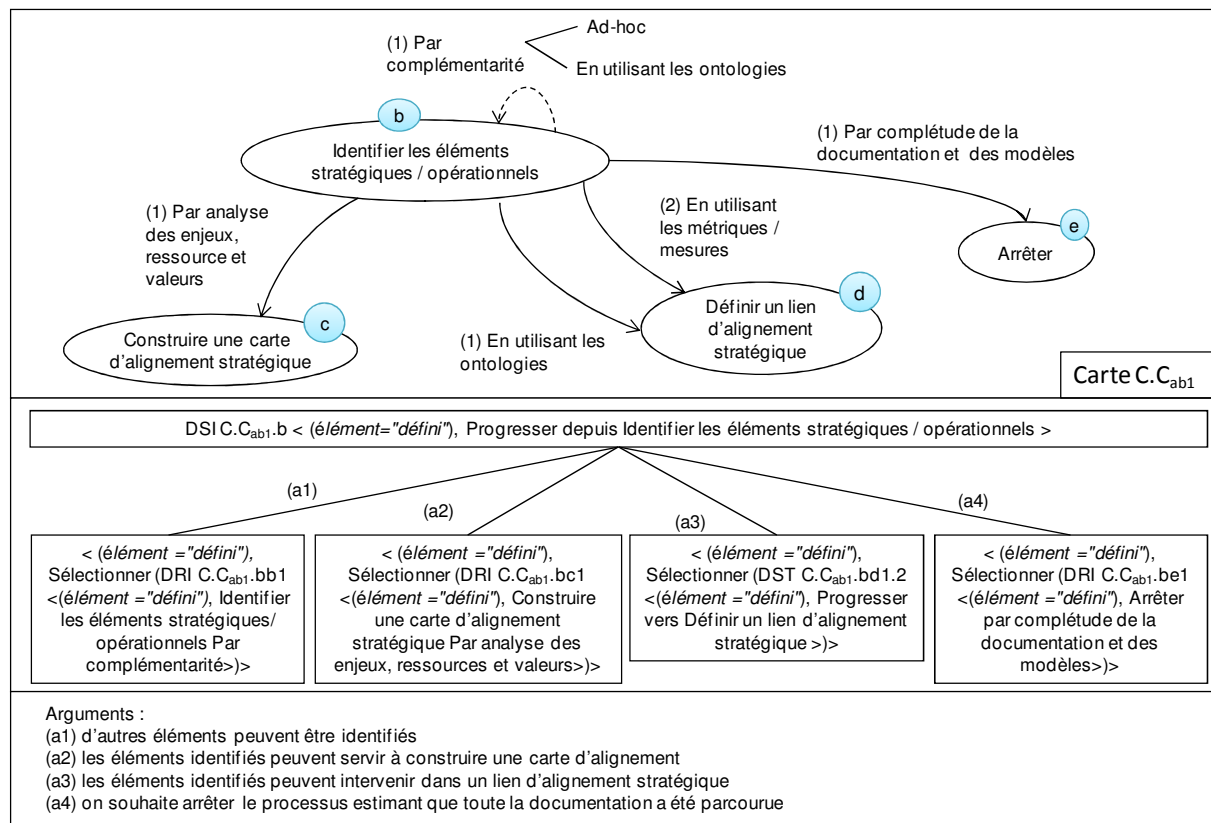 (1) Par
complémentarité
Ad-hoc
En utilisant les ontologies
b
Identifier les éléments
stratégiques / opérationnels
(1) Par complétude de la
documentation et des modèles
(1) Par analyse
des enjeux,
ressource et
valeurs
(2) En utilisant
les métriques /
mesures
e
Arrêter
c
Construire une carte
d'alignement stratégique
d
Définir un lien
d'alignement
stratégique
(1) En utilisant les
ontologies
Carte C.Cab1
DSI C.Cab1.b < (élément="défini"), Progresser depuis Identifier les éléments stratégiques / opérationnels >
(a1)
(a2)
(a3)
(a4)
< (élément ="défini"),
Sélectionner (DRI C.Cab1.bb1
<(élément ="défini"), Identifier
les éléments stratégiques/
opérationnels Par
complémentarité>)>
< (élément ="défini"),
Sélectionner (DRI C.Cab1.bc1
<(élément ="défini"), Construire
une carte d'alignement
stratégique Par analyse des
enjeux, ressources et valeurs>)>
< (élément ="défini"),
Sélectionner (DST C.Cab1.bd1.2
<(élément ="défini"), Progresser
vers Définir un lien d'alignement
stratégique >)>
< (élément ="défini"),
Sélectionner (DRI C.Cab1.be1
<(élément ="défini"), Arrêter
par complétude de la
documentation et des
modèles>)>
Arguments :
(a1) d'autres éléments peuvent être identifiés
(a2) les éléments identifiés peuvent servir à construire une carte d'alignement
(a3) les éléments identifiés peuvent intervenir dans un lien d'alignement stratégique
(a4) on souhaite arrêter le processus estimant que toute la documentation a été parcourue